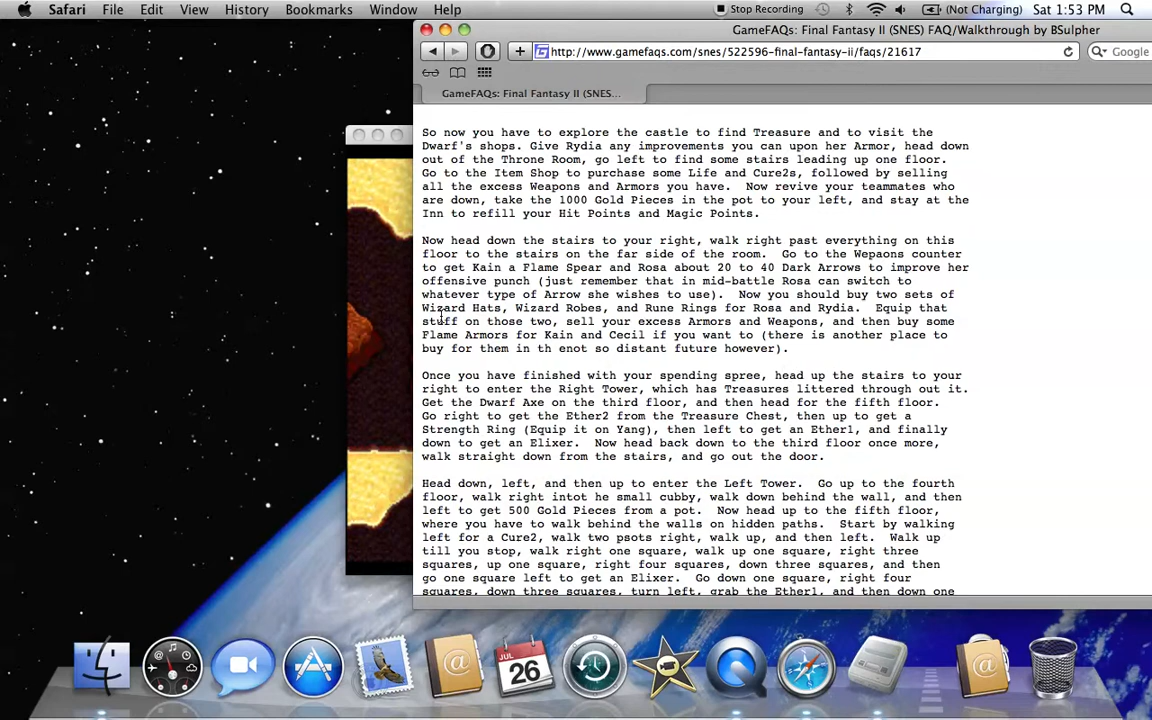 Safari File Edit View History Bookmarks Window Help Stop Recording (Not Charging) Sat 1:53 PM
GameFAQs: Final Fantasy II (SNES) FAQ/Walkthrough by BSulpher
http://www.gamefaqs.com/snes/522596-final-fantasy-ii/faqs/21617 Google
GameFAQs: Final Fantasy II (SNES...
So now you have to explore the castle to find Treasure and to visit the
Dwarf's shops. Give Rydia any improvements you can upon her Armor, head down
out of the Throne Room, go left to find some stairs leading up one floor.
Go to the Item Shop to purchase some Life and Cure2s, followed by selling
all the excess Weapons and Armors you have. Now revive your teammates who
are down, take the 1000 Gold Pieces in the pot to your left, and stay at the
Inn to refill your Hit Points and Magic Points.
Now head down the stairs to your right, walk right past everything on this
floor to the stairs on the far side of the room. Go to the Wepaons counter
to get Kain a Flame Spear and Rosa about 20 to 40 Dark Arrows to improve her
offensive punch (just remember that in mid-battle Rosa can switch to
whatever type of Arrow she wishes to use). Now you should buy two sets of
Wizard Hats, Wizard Robes, and Rune Rings for Rosa and Rydia. Equip that
stuff on those two, sell your excess Armors and Weapons, and then buy some
Flame Armors for Kain and Cecil if you want to (there is another place to
buy for them in th enot so distant future however).
Once you have finished with your spending spree, head up the stairs to your
right to enter the Right Tower, which has Treasures littered through out it.
Get the Dwarf Axe on the third floor, and then head for the fifth floor.
Go right to get the Ether2 from the Treasure Chest, then up to get a
Strength Ring (Equip it on Yang), then left to get an Ether1, and finally
down to get an Elixer. Now head back down to the third floor once more,
walk straight down from the stairs, and go out the door.
Head down, left, and then up to enter the Left Tower. Go up to the fourth
floor, walk right intot he small cubby, walk down behind the wall, and then
left to get 500 Gold Pieces from a pot. Now head up to the fifth floor,
where you have to walk behind the walls on hidden paths. Start by walking
left for a Cure2, walk two psots right, walk up, and then left. Walk up
till you stop, walk right one square, walk up one square, right three
squares, up one square, right four squares, down three squares, and then
go one square left to get an Elixer. Go down one square, right four
squares, down three squares, turn left, grab the Ether1, and then down one
JUL
26